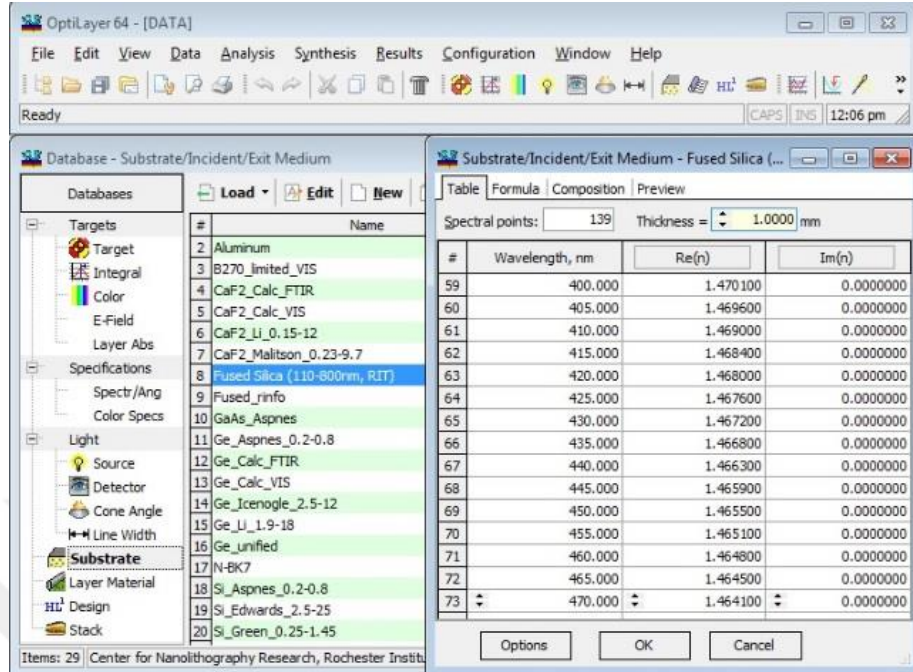 OptiLayer 64 - [DATA]
File Edit View Data Analysis Synthesis Results Configuration Window Help
HL¹
Ready
CAPS INS 12:06 pm
Database - Substrate/Incident/Exit Medium
Databases
Load Edit New
Targets
Target
Integral
Color
E-Field
Layer Abs
Specifications
Spectr/Ang
Color Specs
Light
Source
Detector
Cone Angle
Line Width
Substrate
Layer Material
HL¹ Design
Stack
# Name
2 Aluminum
3 B270_limited_VIS
4 CaF2_Calc_FTIR
5 CaF2_Calc_VIS
6 CaF2_Li_0.15-12
7 CaF2_Malitson_0.23-9.7
8 Fused Silica (110-800nm, RIT)
9 Fused_rinfo
10 GaAs_Aspnes
11 Ge_Aspnes_0.2-0.8
12 Ge_Calc_FTIR
13 Ge_Calc_VIS
14 Ge_Icenogle_2.5-12
15 Ge_Li_1.9-18
16 Ge_unified
17 N-BK7
18 Si_Aspnes_0.2-0.8
19 Si_Edwards_2.5-25
20 Si_Green_0.25-1.45
Items: 29 Center for Nanolithography Research, Rochester Institu
Substrate/Incident/Exit Medium - Fused Silica (...
Table Formula Composition Preview
Spectral points: 139 Thickness = 1.0000 mm
# Wavelength, nm Re(n) Im(n)
59 400.000 1.470100 0.0000000
60 405.000 1.469600 0.0000000
61 410.000 1.469000 0.0000000
62 415.000 1.468400 0.0000000
63 420.000 1.468000 0.0000000
64 425.000 1.467600 0.0000000
65 430.000 1.467200 0.0000000
66 435.000 1.466800 0.0000000
67 440.000 1.466300 0.0000000
68 445.000 1.465900 0.0000000
69 450.000 1.465500 0.0000000
70 455.000 1.465100 0.0000000
71 460.000 1.464800 0.0000000
72 465.000 1.464500 0.0000000
73 470.000 1.464100 0.0000000
Options OK Cancel